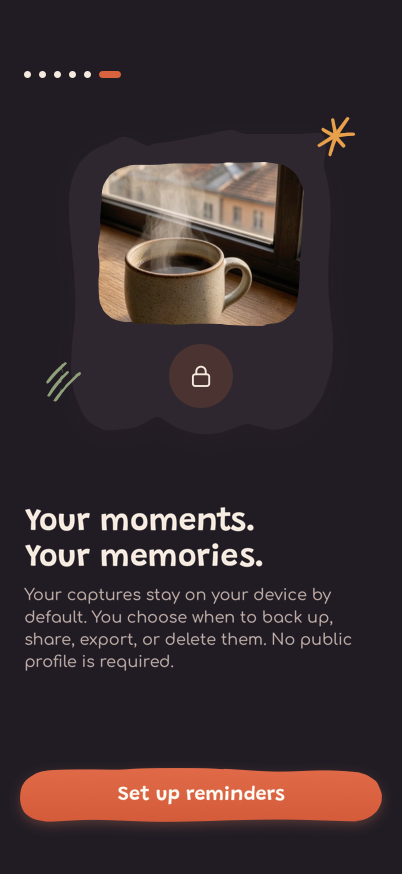 Your moments.
Your memories.
Your captures stay on your device by
default. You choose when to back up,
share, export, or delete them. No public
profile is required.
Set up reminders